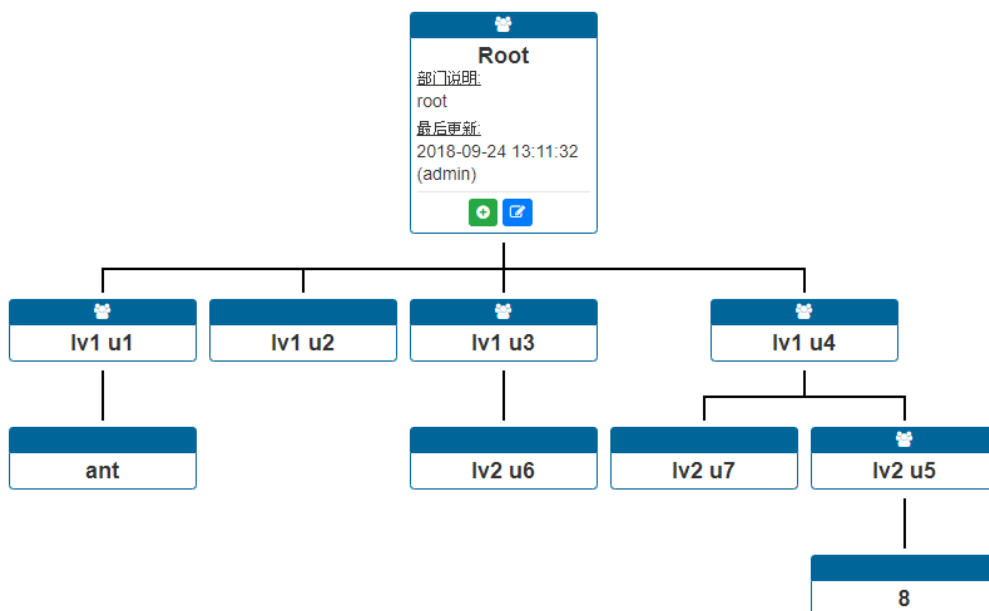 Root
部门说明:
root
最后更新:
2018-09-24 13:11:32
(admin)
lv1 u1
lv1 u2
lv1 u3
lv1 u4
ant
lv2 u6
lv2 u7
lv2 u5
8